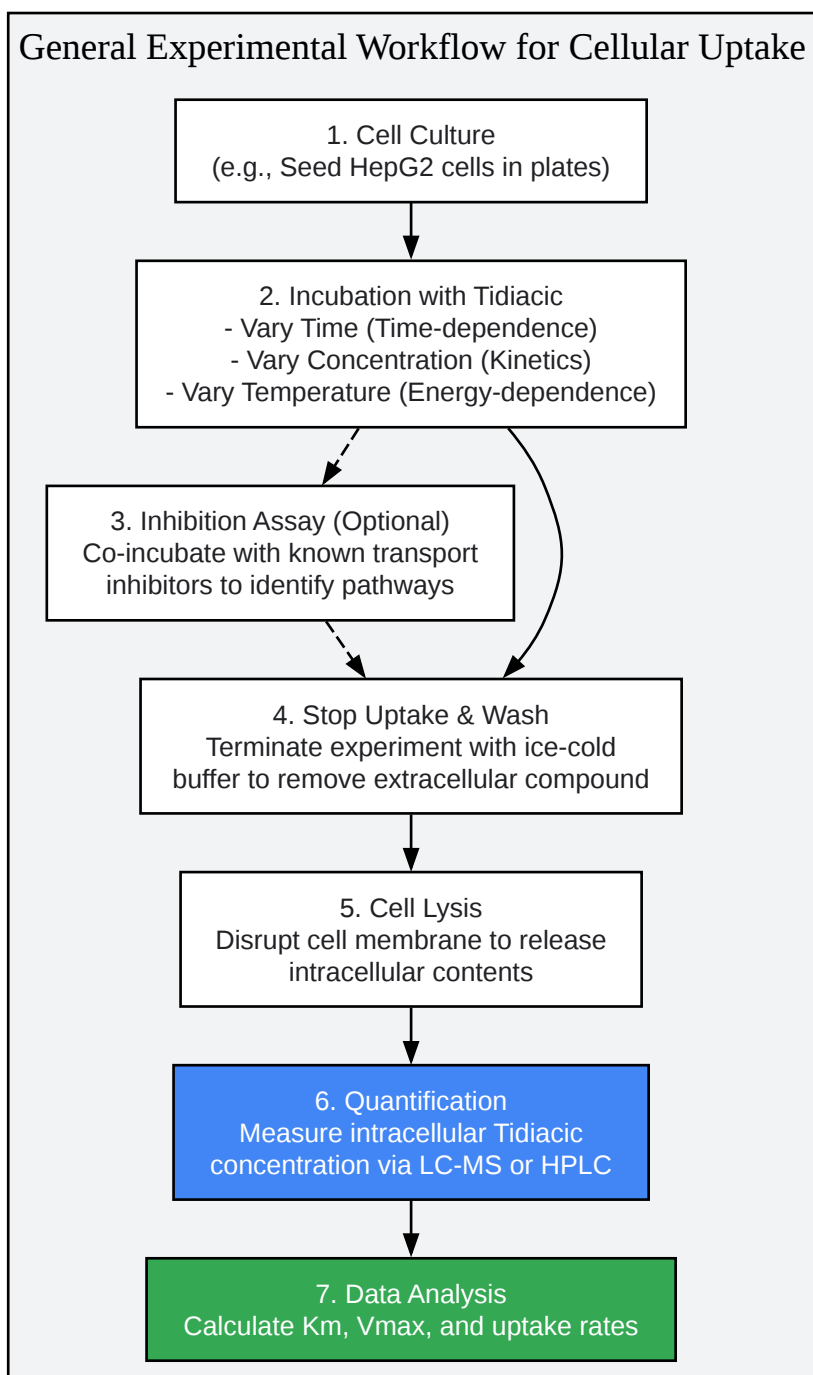 General Experimental Workflow for Cellular Uptake
1. Cell Culture
(e.g., Seed HepG2 cells in plates)
2. Incubation with Tidiacic
- Vary Time (Time-dependence)
- Vary Concentration (Kinetics)
- Vary Temperature (Energy-dependence)
3. Inhibition Assay (Optional)
Co-incubate with known transport
inhibitors to identify pathways
4. Stop Uptake & Wash
Terminate experiment with ice-cold
buffer to remove extracellular compound
5. Cell Lysis
Disrupt cell membrane to release
intracellular contents
6. Quantification
Measure intracellular Tidiacic
concentration via LC-MS or HPLC
7. Data Analysis
Calculate Km, Vmax, and uptake rates